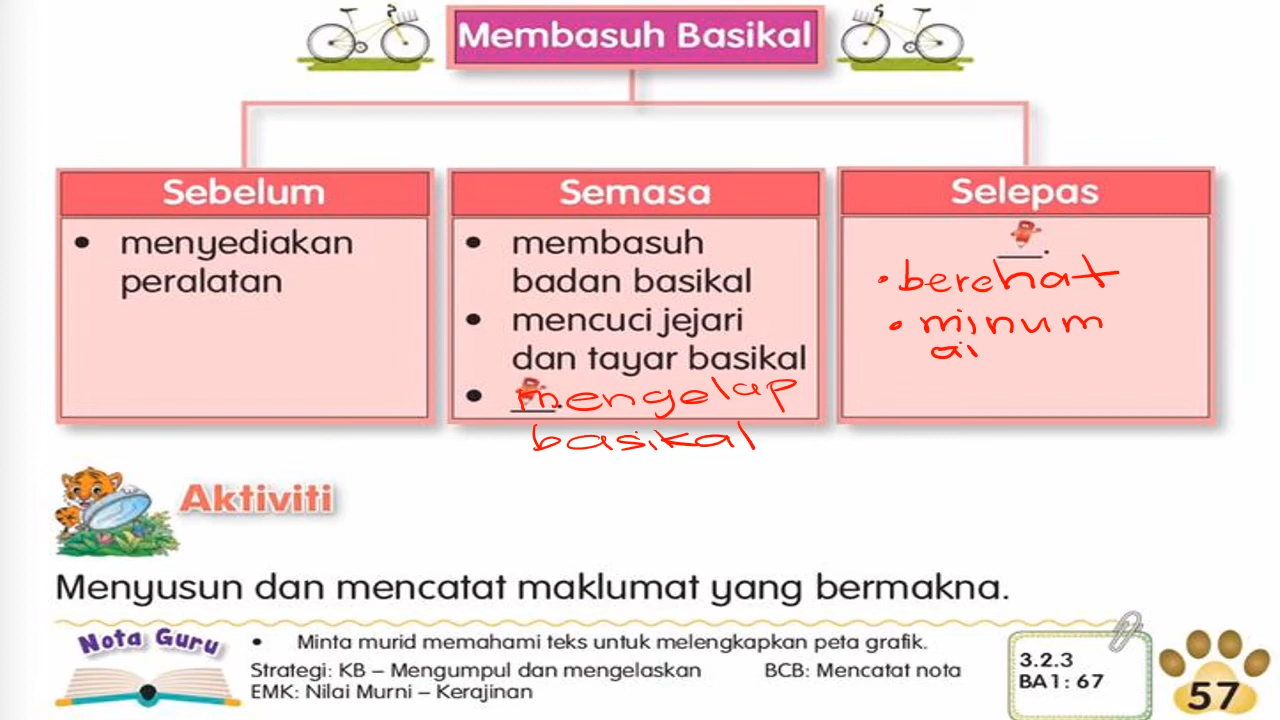 Membasuh Basikal
Sebelum
• menyediakan
peralatan
Semasa
• membasuh
badan basikal
• mencuci jejari
dan tayar basikal
• ___. mengelap
basikal
Selepas
___.
• berehat
• minum
ai
Aktiviti
Menyusun dan mencatat maklumat yang bermakna.
Nota Guru
• Minta murid memahami teks untuk melengkapkan peta grafik.
Strategi: KB – Mengumpul dan mengelaskan BCB: Mencatat nota
EMK: Nilai Murni – Kerajinan
3.2.3
BA1: 67
57